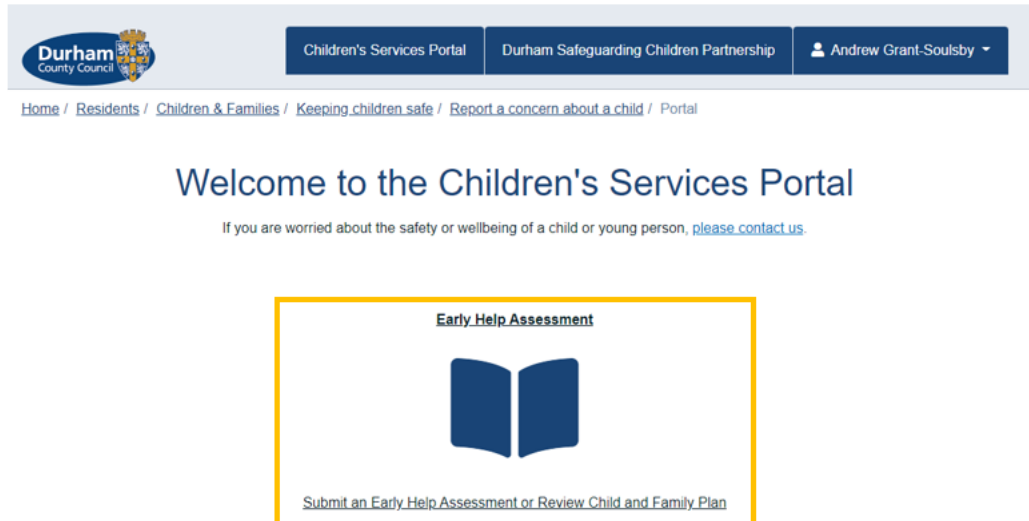 Durham
County Council
Children's Services Portal
Durham Safeguarding Children Partnership
Andrew Grant-Soulsby
Home / Residents / Children & Families / Keeping children safe / Report a concern about a child / Portal
Welcome to the Children's Services Portal
If you are worried about the safety or wellbeing of a child or young person, please contact us.
Early Help Assessment
Submit an Early Help Assessment or Review Child and Family Plan